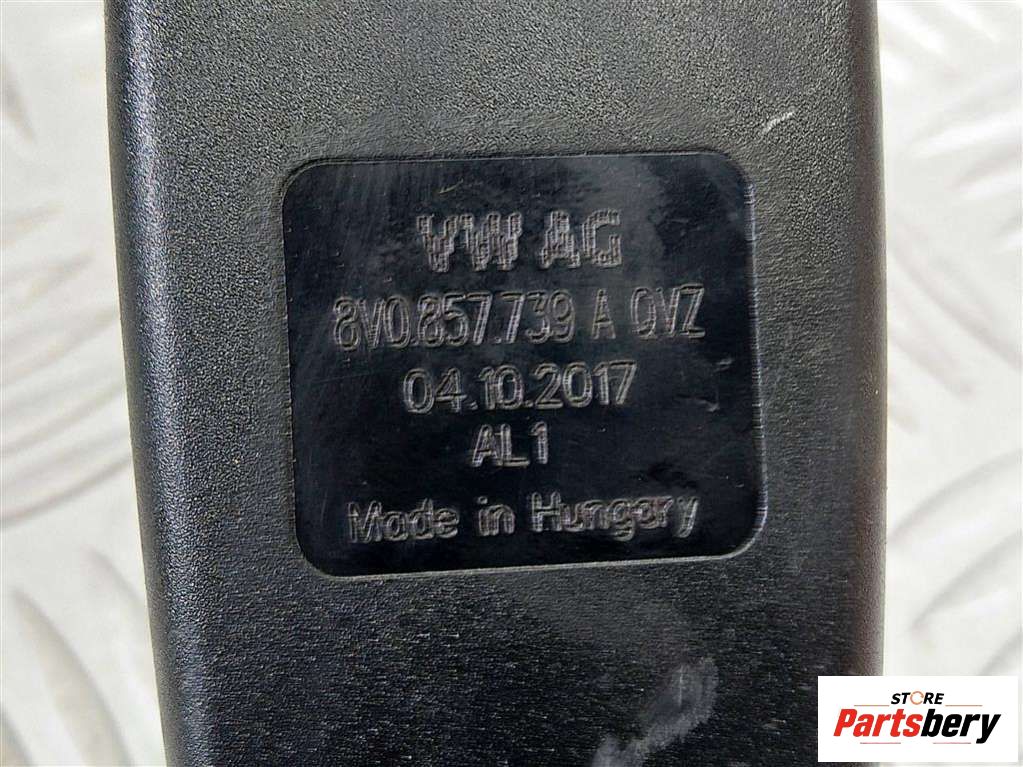 VW AG
8V0.857.739 A QVZ
04.10.2017
AL1
Made in Hungary
STORE
Partsbery